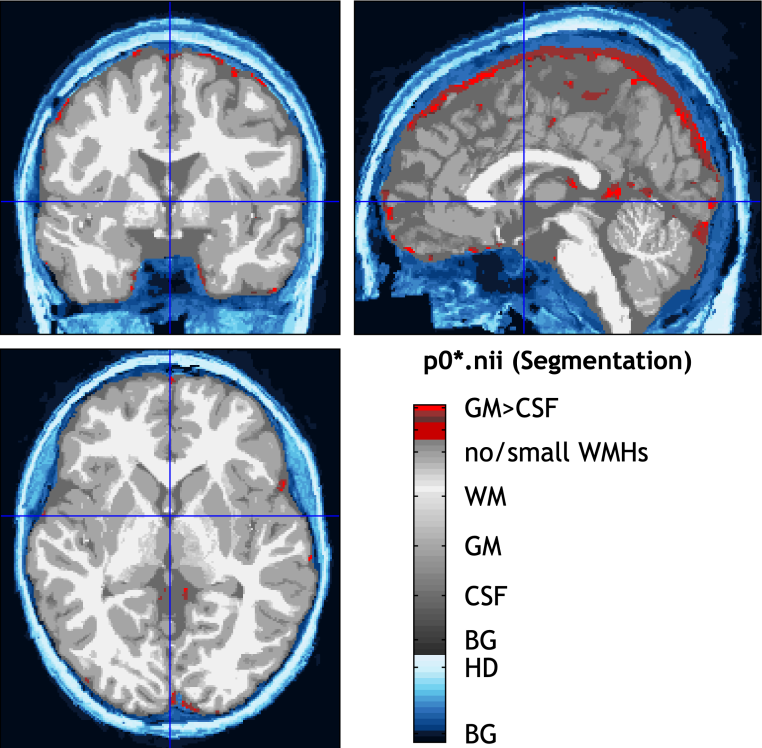 p0*.nii (Segmentation)
GM>CSF
no/small WMHs
WM
GM
CSF
BG
HD
BG